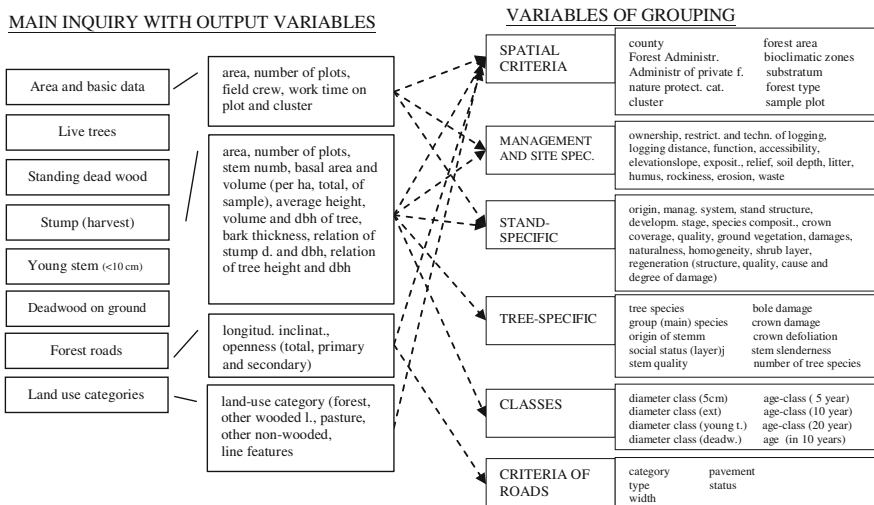 MAIN INQUIRY WITH OUTPUT VARIABLES
Area and basic data
Live trees
Standing dead wood
Stump (harvest)
Young stem (<10 cm)
Deadwood on ground
Forest roads
Land use categories
area, number of plots,
field crew, work time on
plot and cluster
area, number of plots,
stem numb, basal area and
volume (per ha, total, of
sample), average height,
volume and dbh of tree,
bark thickness, relation of
stump d. and dbh, relation
of tree height and dbh
longitud. inclinat.,
openness (total, primary
and secondary)
land-use category (forest,
other wooded l., pasture,
other non-wooded,
line features
VARIABLES OF GROUPING
SPATIAL
CRITERIA
county forest area
Forest Administr. bioclimatic zones
Administr of private f. substratum
nature protect. cat. forest type
cluster sample plot
MANAGEMENT
AND SITE SPEC.
ownership, restrict. and techn. of logging,
logging distance, function, accessibility,
elevationslope, exposit., relief, soil depth, litter,
humus, rockiness, erosion, waste
STAND-
SPECIFIC
origin, manag. system, stand structure,
developm. stage, species composit., crown
coverage, quality, ground vegetation, damages,
naturalness, homogeneity, shrub layer,
regeneration (structure, quality, cause and
degree of damage)
TREE-SPECIFIC
tree species bole damage
group (main) species crown damage
origin of stemm crown defoliation
social status (layer)j stem slenderness
stem quality number of tree species
CLASSES
diameter class (5cm) age-class ( 5 year)
diameter class (ext) age-class (10 year)
diameter class (young t.) age-class (20 year)
diameter class (deadw.) age (in 10 years)
CRITERIA OF
ROADS
category pavement
type status
width